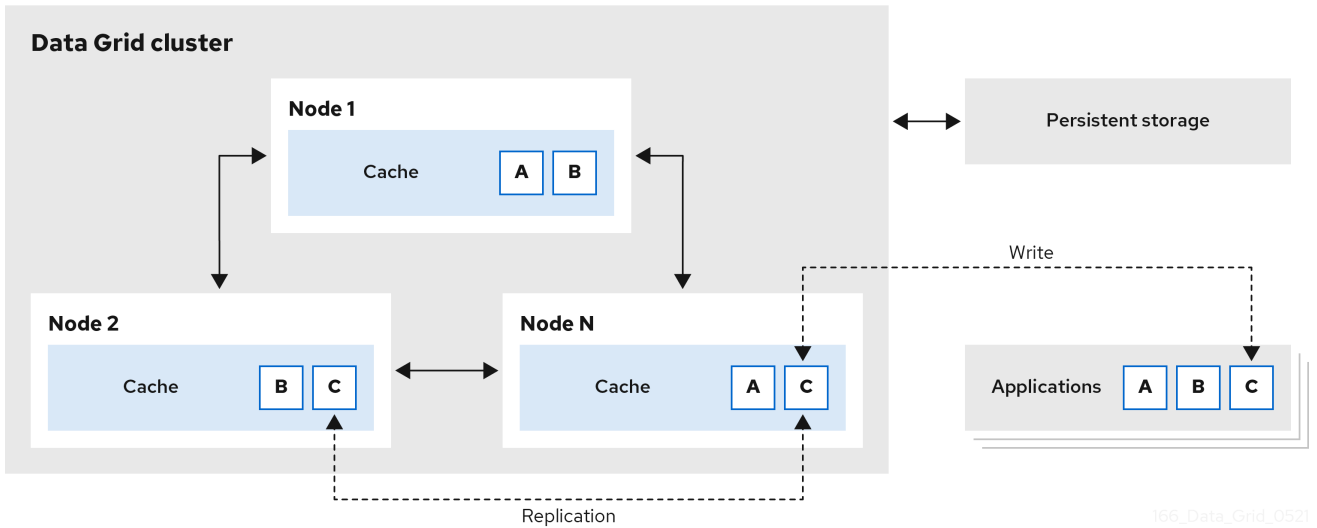 Data Grid cluster
Node 1
Cache A B
Persistent storage
Write
Node 2
Cache B C
Node N
Cache A C
Applications A B C
Replication
166_Data_Grid_0521